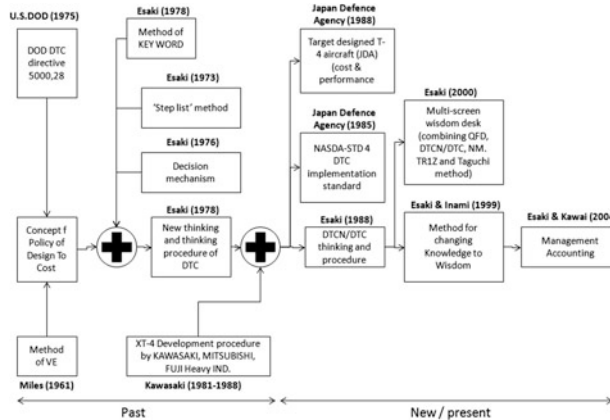 U.S.DOD (1975)
DOD DTC
directive
5000,28
Concept f
Policy of
Design To
Cost
Method
of VE
Miles (1961)
Esaki (1978)
Method of
KEY WORD
Esaki (1973)
'Step list' method
Esaki (1976)
Decision
mechanism
Esaki (1978)
New thinking
and thinking
procedure of
DTC
XT-4 Development procedure
by KAWASAKI, MITSUBISHI,
FUJI Heavy IND.
Kawasaki (1981-1988)
Japan Defence
Agency (1988)
Target designed T-
4 aircraft (JDA)
(cost &
performance
Japan Defence
Agency (1985)
NASDA-STD 4
DTC
implementation
standard
Esaki (1988)
DTCN/DTC
thinking and
procedure
Esaki (2000)
Multi-screen
wisdom desk
(combining QFD,
DTCN/DTC, NM.
TR1Z and Taguchi
method)
Esaki & Inami (1999)
Method for
changing
Knowledge to
Wisdom
Esaki & Kawai (2004
Management
Accounting
Past
New / present